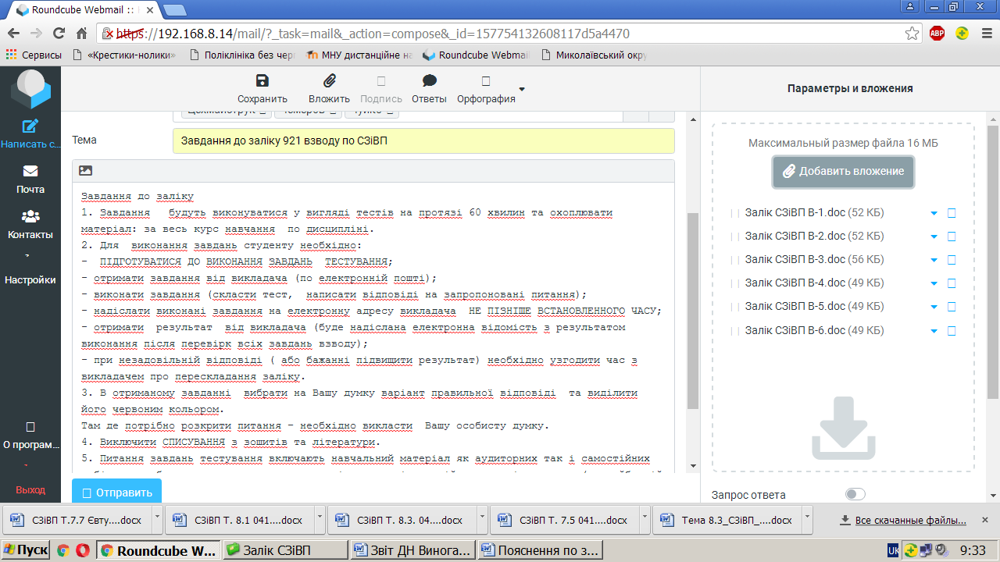 Roundcube Webmail ::
https://192.168.8.14/mail/?_task=mail&_action=compose&_id=157754132608117d5a4470
ABP
Сервисы «Крестики-нолики» Поліклініка без чер МНУ дистанційне на Roundcube Webmail Миколаївський окру
Сохранить Вложить Подпись Ответы Орфография
Параметры и вложения
Написать с...
Почта
Контакты
Настройки
О програм...
Выход
Тема Завдання до заліку 921 взводу по СЗіВП
Завдання до заліку
1. Завдання будуть виконуватися у вигляді тестів на протязі 60 хвилин та охоплювати
матеріал: за весь курс навчання по дисципліні.
2. Для виконання завдань студенту необхідно:
- ПІДГОТУВАТИСЯ ДО ВИКОНАННЯ ЗАВДАНЬ ТЕСТУВАННЯ;
- отримати завдання від викладача (по електронній пошті);
- виконати завдання (скласти тест, написати відповіді на запропоновані питання);
- надіслати виконані завдання на електронну адресу викладача НЕ ПІЗНІШЕ ВСТАНОВЛЕННОГО ЧАСУ;
- отримати результат від викладача (буде надіслана електронна відомість з результатом
виконання після перевірк всіх завдань взводу);
- при незадовільній відповіді ( або бажанні підвищити результат) необхідно узгодити час з
викладачем про перескладання заліку.
3. В отриманому завданні вибрати на Вашу думку варіант правильної відповіді та виділити
його червоним кольором.
Там де потрібно розкрити питання – необхідно викласти Вашу особисту думку.
4. Виключити СПИСУВАННЯ з зошитів та літератури.
5. Питання завдань тестування включають навчальний матеріал як аудиторних так і самостійних
Отправить
Максимальный размер файла 16 МБ
Добавить вложение
Залік СЗіВП В-1.doc (52 КБ)
Залік СЗіВП В-2.doc (52 КБ)
Залік СЗіВП В-3.doc (56 КБ)
Залік СЗіВП В-4.doc (49 КБ)
Залік СЗіВП В-5.doc (49 КБ)
Залік СЗіВП В-6.doc (49 КБ)
Запрос ответа
СЗіВП Т.7.7 Євту....docx СЗіВП Т. 8.1 041....docx СЗіВП Т. 8.3. 04....docx СЗіВП Т. 7.5 041....docx Тема 8.3_СЗіВП_....docx Все скачанные файлы...
Пуск Roundcube W... Залік СЗіВП Звіт ДН Винога... Пояснення по з... UK 9:33